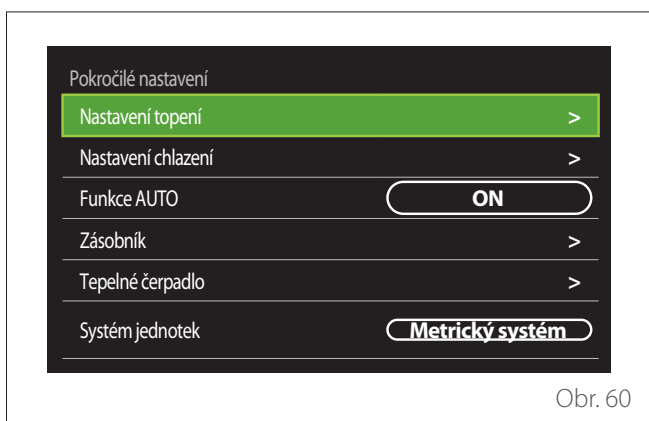 Pokročilé nastavení
Nastavení topení >
Nastavení chlazení >
Funkce AUTO ON
Zásobník >
Tepelné čerpadlo >
Systém jednotek Metrický systém
Obr. 60